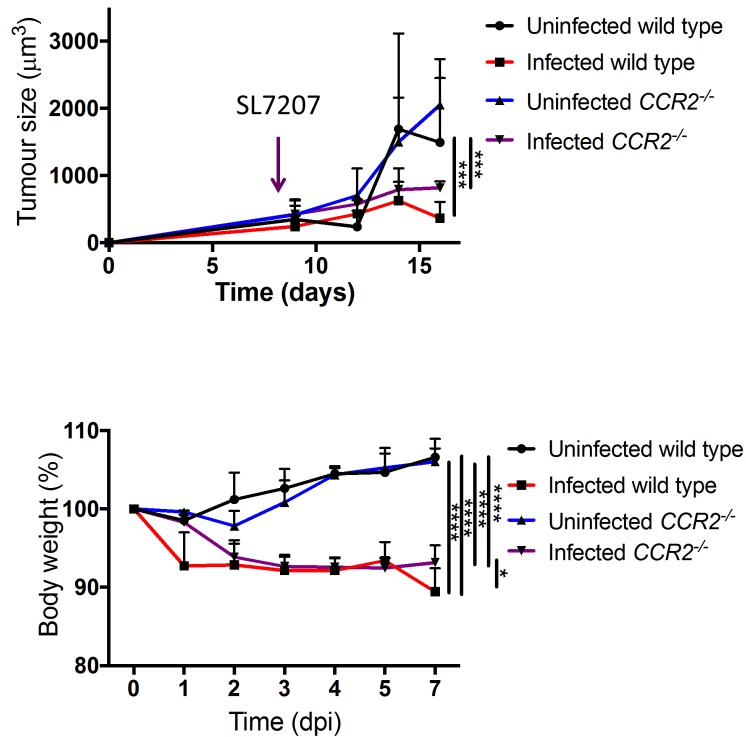 Tumour size (μm³)
3000
2000
1000
0
SL7207
0 5 10 15
Time (days)
Uninfected wild type
Infected wild type
Uninfected CCR2-/-
Infected CCR2-/-
***
***
Body weight (%)
110
100
90
80
0 1 2 3 4 5 7
Time (dpi)
Uninfected wild type
Infected wild type
Uninfected CCR2-/-
Infected CCR2-/-
****
****
****
****
****
*